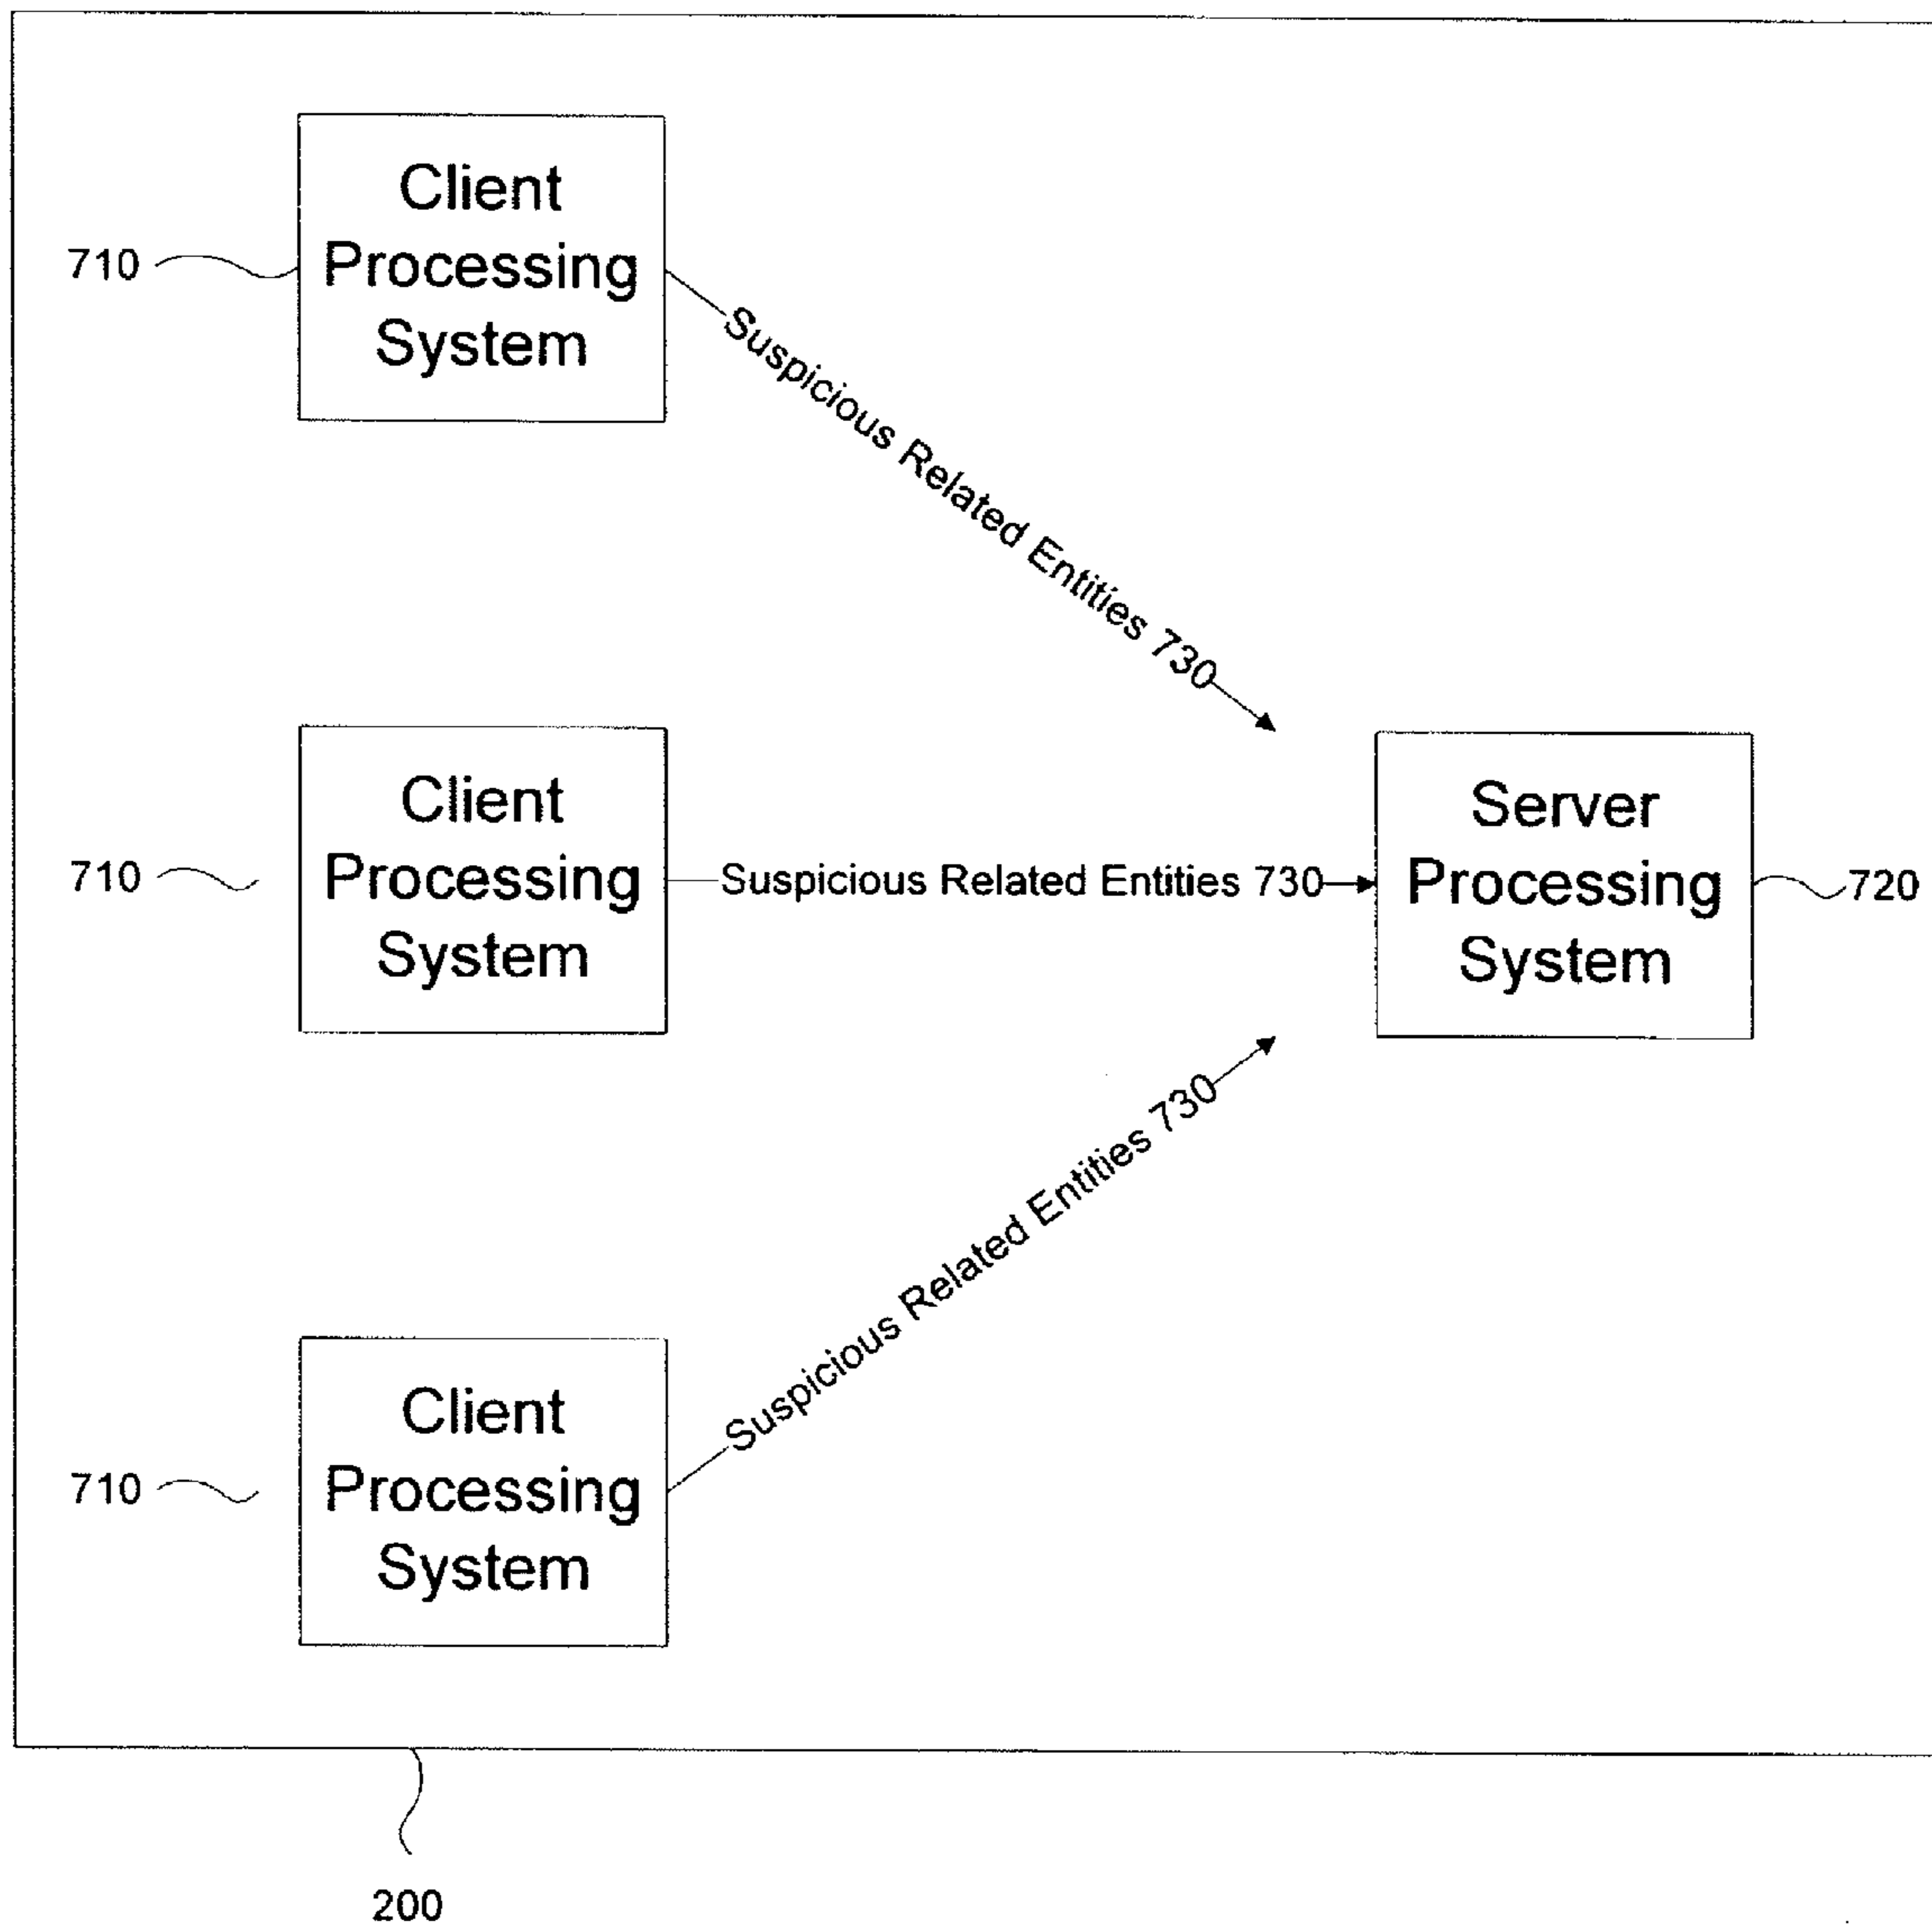 Client
Processing
System
710
Suspicious Related Entities 730
Client
Processing
System
710
Suspicious Related Entities 730
Server
Processing
System
720
Suspicious Related Entities 730
Client
Processing
System
710
200